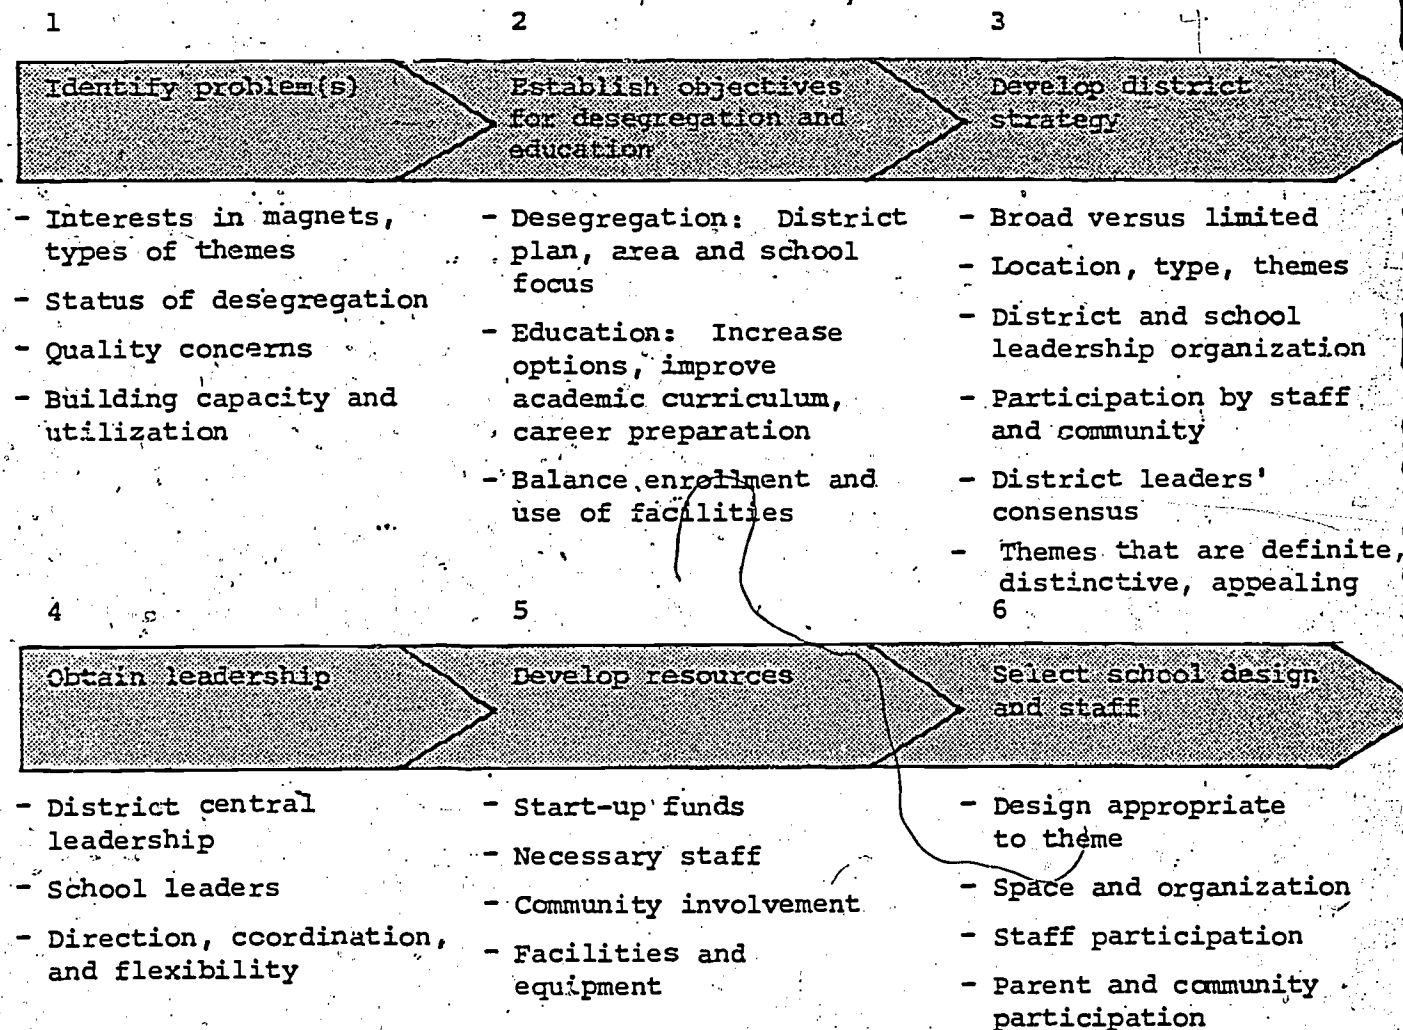 1
2
3
Identify problem(s)
Establish objectives
for desegregation and
education
Develop district
strategy
- Interests in magnets,
types of themes
- Status of desegregation
- Quality concerns
- Building capacity and
utilization
- Desegregation: District
plan, area and school
focus
- Education: Increase
options, improve
academic curriculum,
career preparation
- Balance enrollment and
use of facilities
- Broad versus limited
- Location, type, themes
- District and school
leadership organization
- Participation by staff
and community
- District leaders'
consensus
- Themes that are definite,
distinctive, appealing
4
5
6
Obtain leadership
Develop resources
Select school design
and staff
- District central
leadership
- School leaders
- Direction, coordination,
and flexibility
- Start-up funds
- Necessary staff
- Community involvement
- Facilities and
equipment
- Design appropriate
to theme
- Space and organization
- Staff participation
- Parent and community
participation